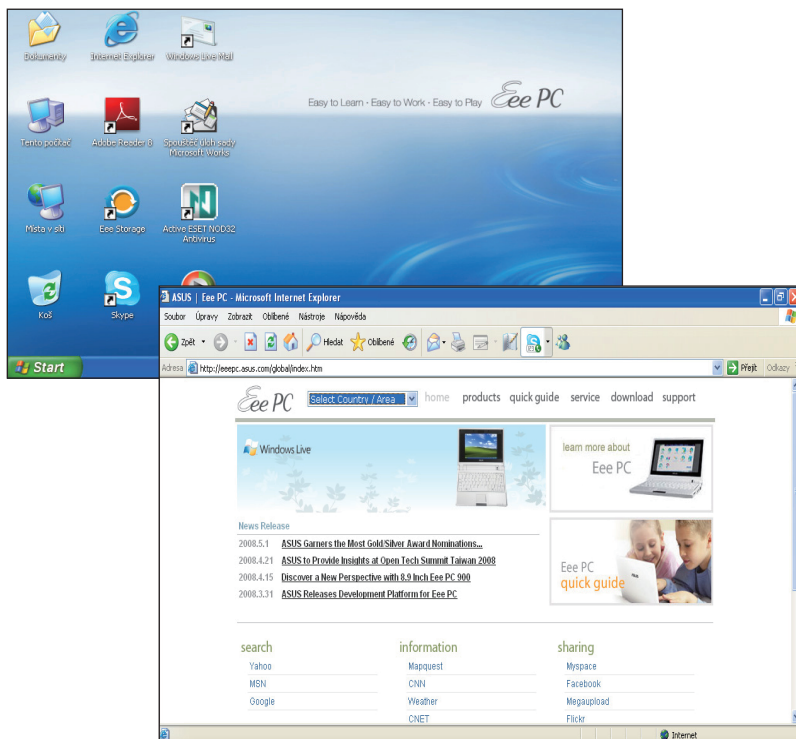 Dokumenty
Internet Explorer
Windows Live Mail
Easy to Learn · Easy to Work · Easy to Play Eee PC
Tento počítač
Adobe Reader 8
Spouštěč úloh sady
Microsoft Works
Místa v síti
Eee Storage
Active ESET NOD32
Antivirus
Koš
Skype
Start
ASUS | Eee PC - Microsoft Internet Explorer
Soubor Úpravy Zobrazit Oblíbené Nástroje Nápověda
Zpět Hledat Oblíbené
Adresa http://eeepc.asus.com/global/index.htm Přejít Odkazy
Eee PC Select Country / Area home products quick guide service download support
Windows Live
learn more about
Eee PC
News Release
2008.5.1 ASUS Garners the Most Gold/Silver Award Nominations...
2008.4.21 ASUS to Provide Insights at Open Tech Summit Taiwan 2008
2008.4.15 Discover a New Perspective with 8.9 Inch Eee PC 900
2008.3.31 ASUS Releases Development Platform for Eee PC
Eee PC
quick guide
search information sharing
Yahoo Mapquest Myspace
MSN CNN Facebook
Google Weather Megaupload
CNET Flickr
Internet